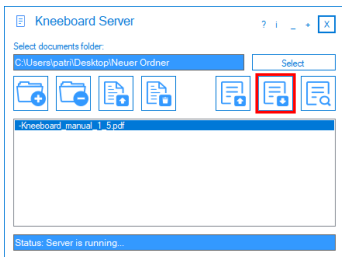 Kneeboard Server
? i _ + X
Select documents folder:
C:\Users\patri\Desktop\Neuer Ordner
Select
-Kneeboard_manual_1_5.pdf
Status: Server is running...